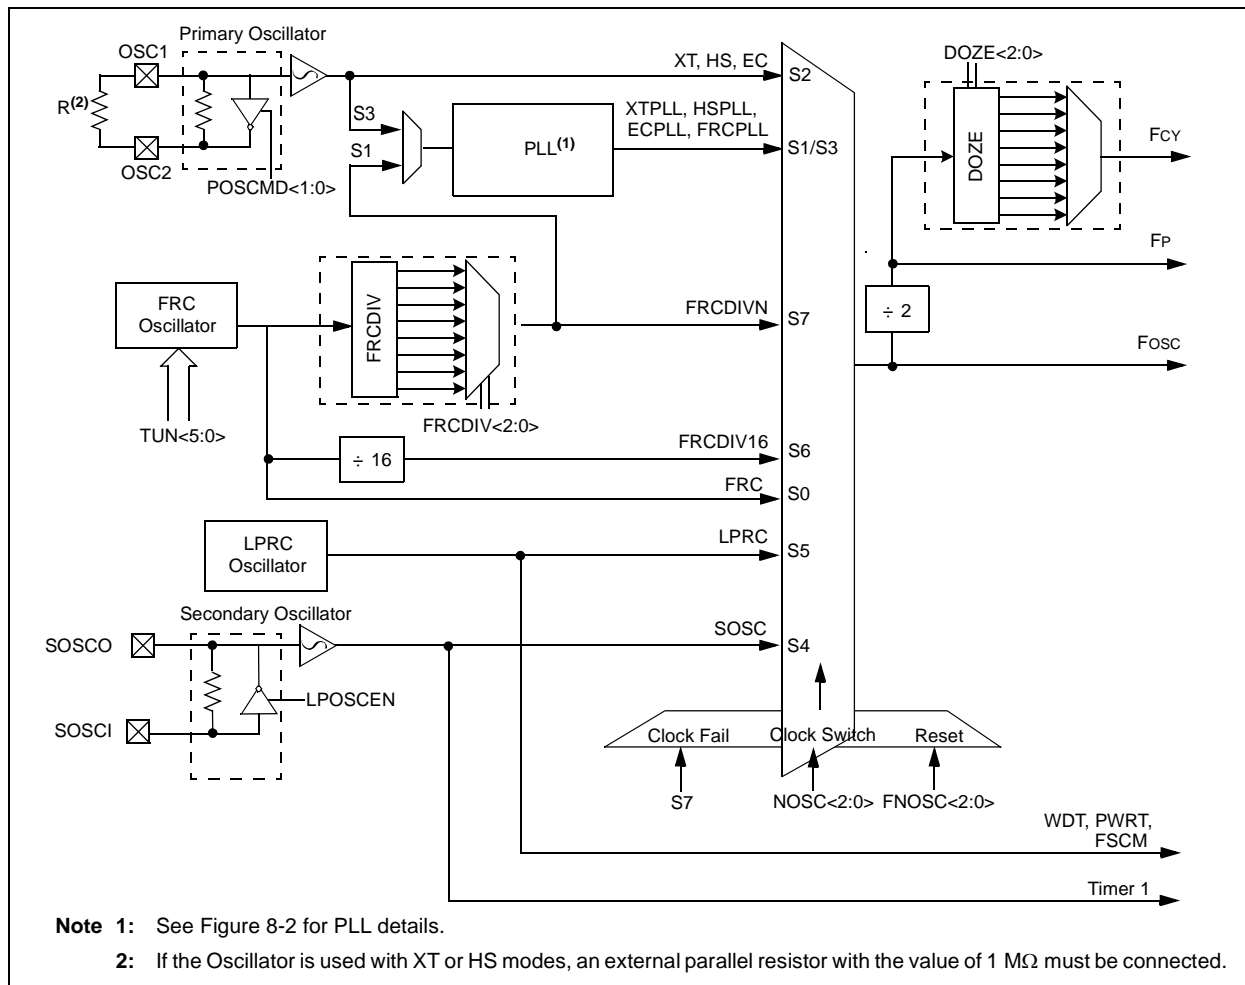 Primary Oscillator
OSC1
R(2)
OSC2
POSCMD<1:0>
S3
S1
PLL(1)
XT, HS, EC
XTPLL, HSPLL,
ECPLL, FRCPLL
S2
S1/S3
DOZE<2:0>
DOZE
FCY
FP
÷ 2
FOSC
FRC
Oscillator
TUN<5:0>
FRCDIV
FRCDIV<2:0>
FRCDIVN
S7
÷ 16
FRCDIV16
S6
FRC
S0
LPRC
Oscillator
LPRC
S5
Secondary Oscillator
SOSCO
SOSCI
LPOSCEN
SOSC
S4
Clock Fail
Clock Switch
Reset
S7
NOSC<2:0>
FNOSC<2:0>
WDT, PWRT,
FSCM
Timer 1
Note 1: See Figure 8-2 for PLL details.
2: If the Oscillator is used with XT or HS modes, an external parallel resistor with the value of 1 MΩ must be connected.